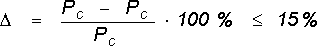 Δ = (P_C − P_C) / P_C · 100 % ≤ 15 %